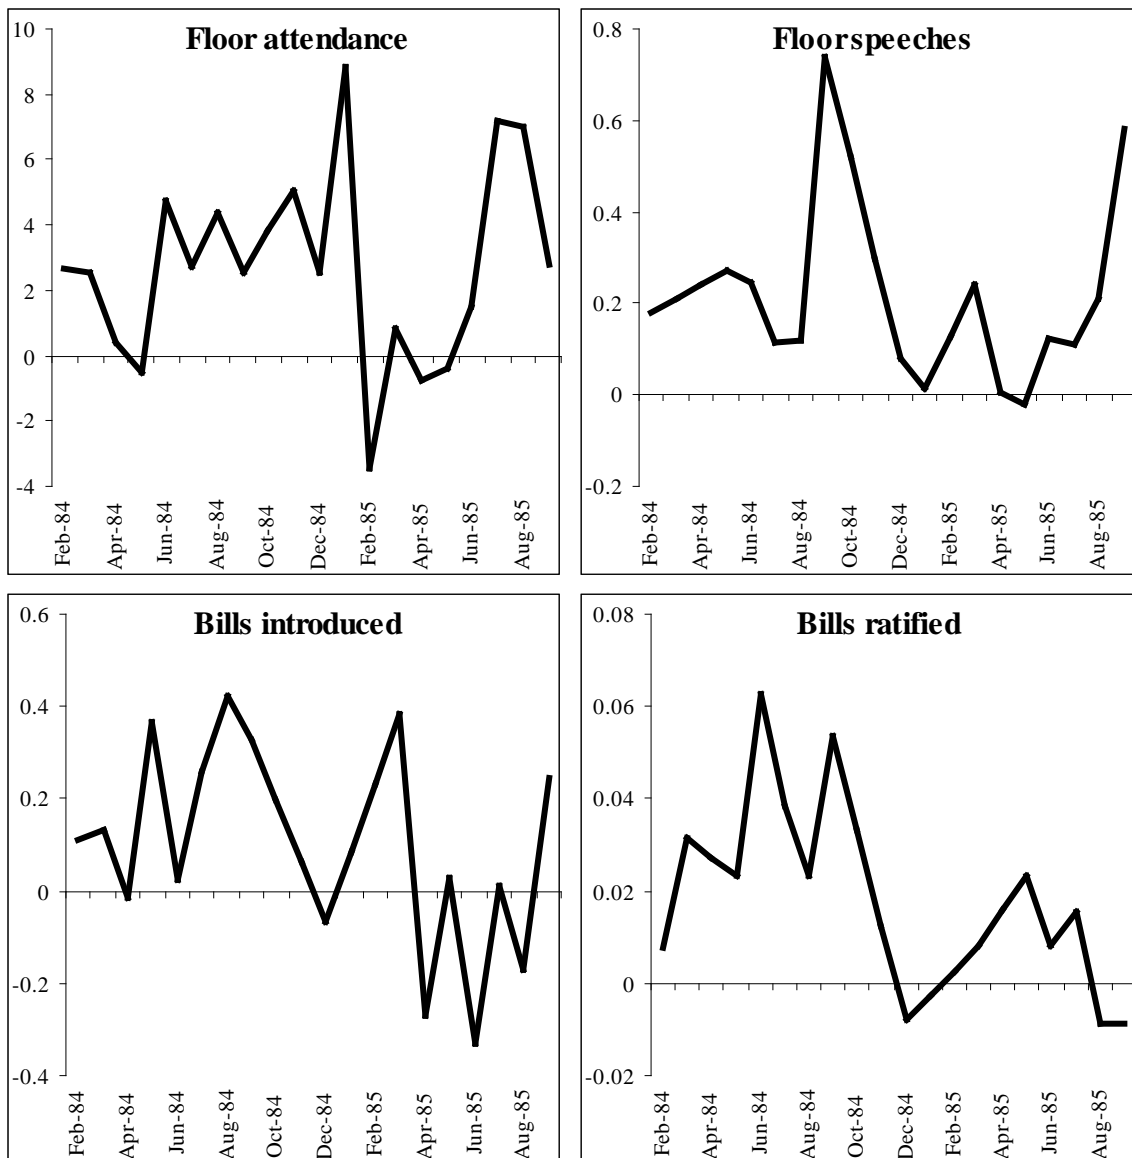 Floor attendance
10
8
6
4
2
0
-2
-4
Feb-84
Apr-84
Jun-84
Aug-84
Oct-84
Dec-84
Feb-85
Apr-85
Jun-85
Aug-85
Floor speeches
0.8
0.6
0.4
0.2
0
-0.2
Feb-84
Apr-84
Jun-84
Aug-84
Oct-84
Dec-84
Feb-85
Apr-85
Jun-85
Aug-85
Bills introduced
0.6
0.4
0.2
0
-0.2
-0.4
Feb-84
Apr-84
Jun-84
Aug-84
Oct-84
Dec-84
Feb-85
Apr-85
Jun-85
Aug-85
Bills ratified
0.08
0.06
0.04
0.02
0
-0.02
Feb-84
Apr-84
Jun-84
Aug-84
Oct-84
Dec-84
Feb-85
Apr-85
Jun-85
Aug-85